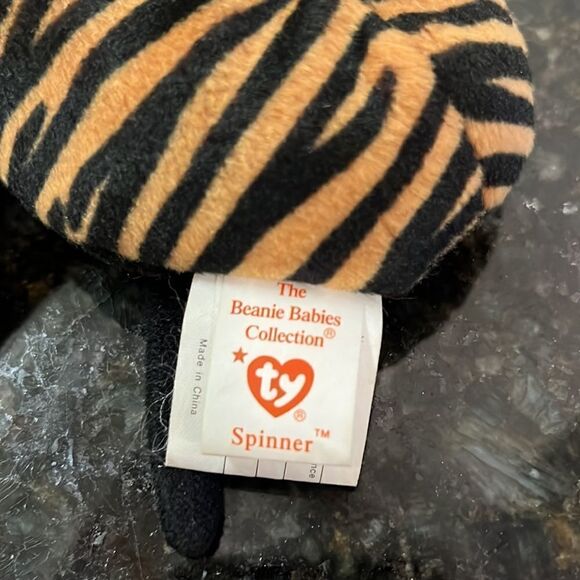 The
Beanie Babies
Collection®
ty
®
Spinner™
Made in China